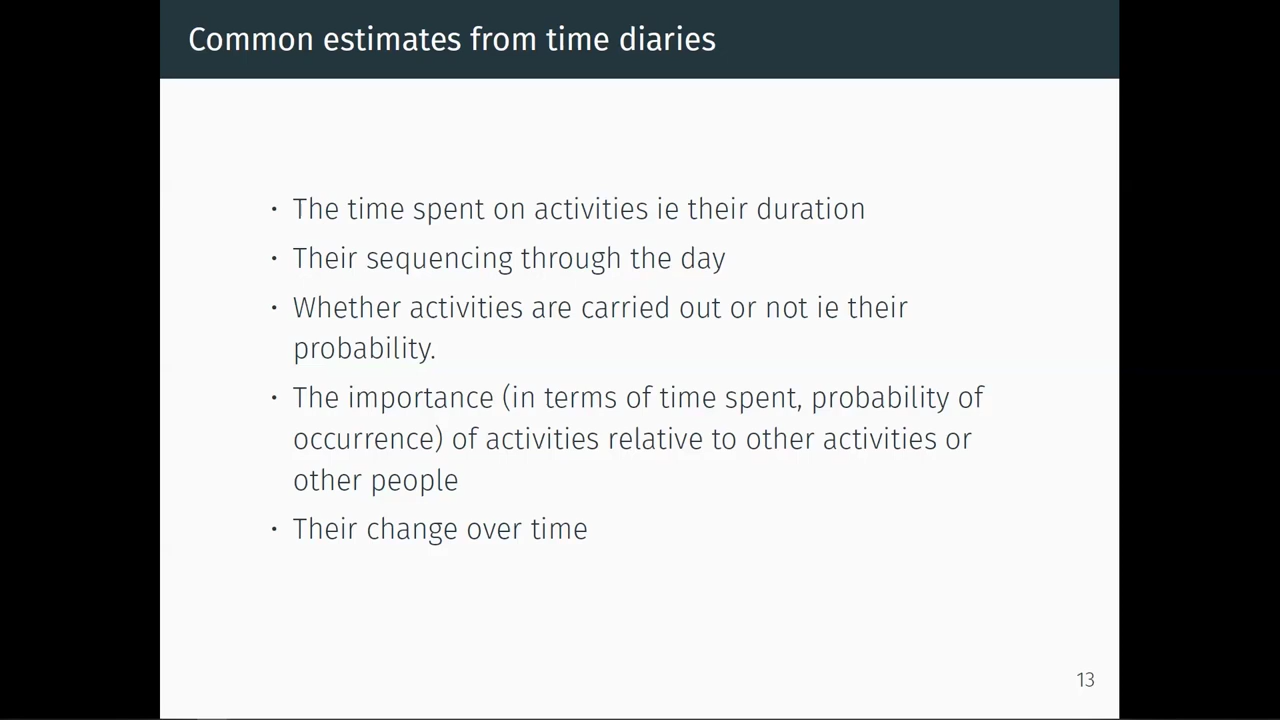 Common estimates from time diaries
• The time spent on activities ie their duration
• Their sequencing through the day
• Whether activities are carried out or not ie their
probability.
• The importance (in terms of time spent, probability of
occurrence) of activities relative to other activities or
other people
• Their change over time
13